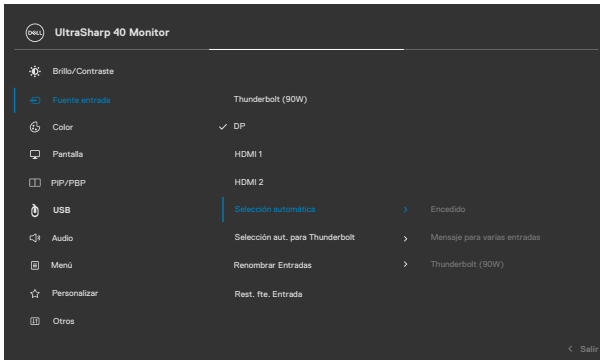 DELL UltraSharp 40 Monitor
Brillo/Contraste
Fuente entrada Thunderbolt (90W)
Color DP
Pantalla HDMI 1
PIP/PBP HDMI 2
USB Selección automática Encedido
Audio Selección aut. para Thunderbolt Mensaje para varias entradas
Menú Renombrar Entradas Thunderbolt (90W)
Personalizar Rest. fte. Entrada
Otros
Salir